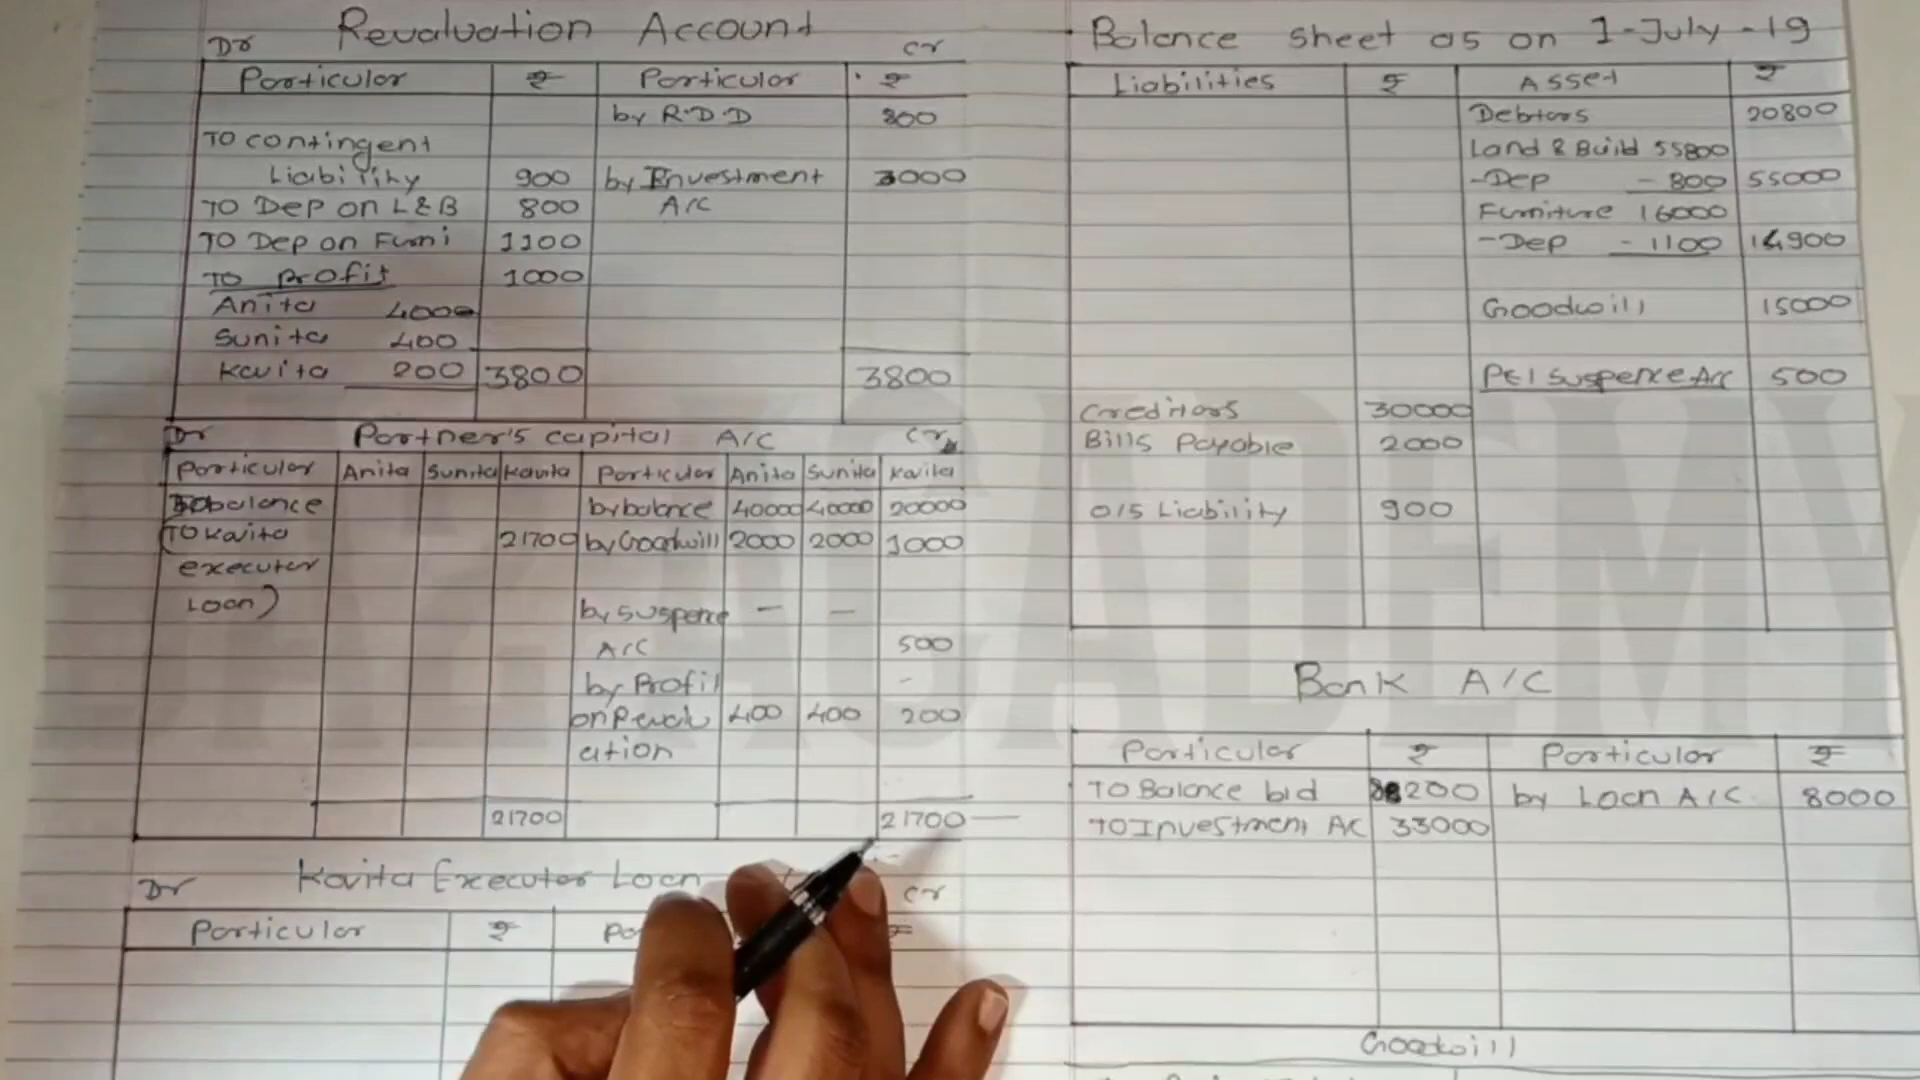 Revaluation Account
Dr Cr
Particular ₹ Particular ₹
by R.D.D 800
To contingent
Liability 900 by Investment 3000
To Dep on L&B 800 A/C
To Dep on Furni 1100
To Profit 1000
Anita 4000
Sunita 400
Kavita 200 3800 3800
Dr Partner's capital A/C Cr
Particular Anita Sunita Kavita Particular Anita Sunita Kavita
To balance by balance 40000 40000 20000
(To Kavita 21700 by Goodwill 2000 2000 1000
executor
Loan)
by suspence - -
A/C 500
by Profit -
on Revalu 400 400 200
ation
21700 21700
Dr Kavita Executor Loan Cr
Particular ₹
Balance sheet as on 1-July-19
Liabilities ₹ Asset ₹
Debtors 20800
Land & Build 55800
-Dep - 800 55000
Furniture 16000
-Dep - 1100 14900
Goodwill 15000
P&l Suspence A/c 500
Creditors 30000
Bills Payable 2000
O/S Liability 900
Bank A/C
Particular ₹ Particular ₹
To Balance b/d 8200 by Loan A/C 8000
To Investment AC 33000
Goodwill
ACADEMY